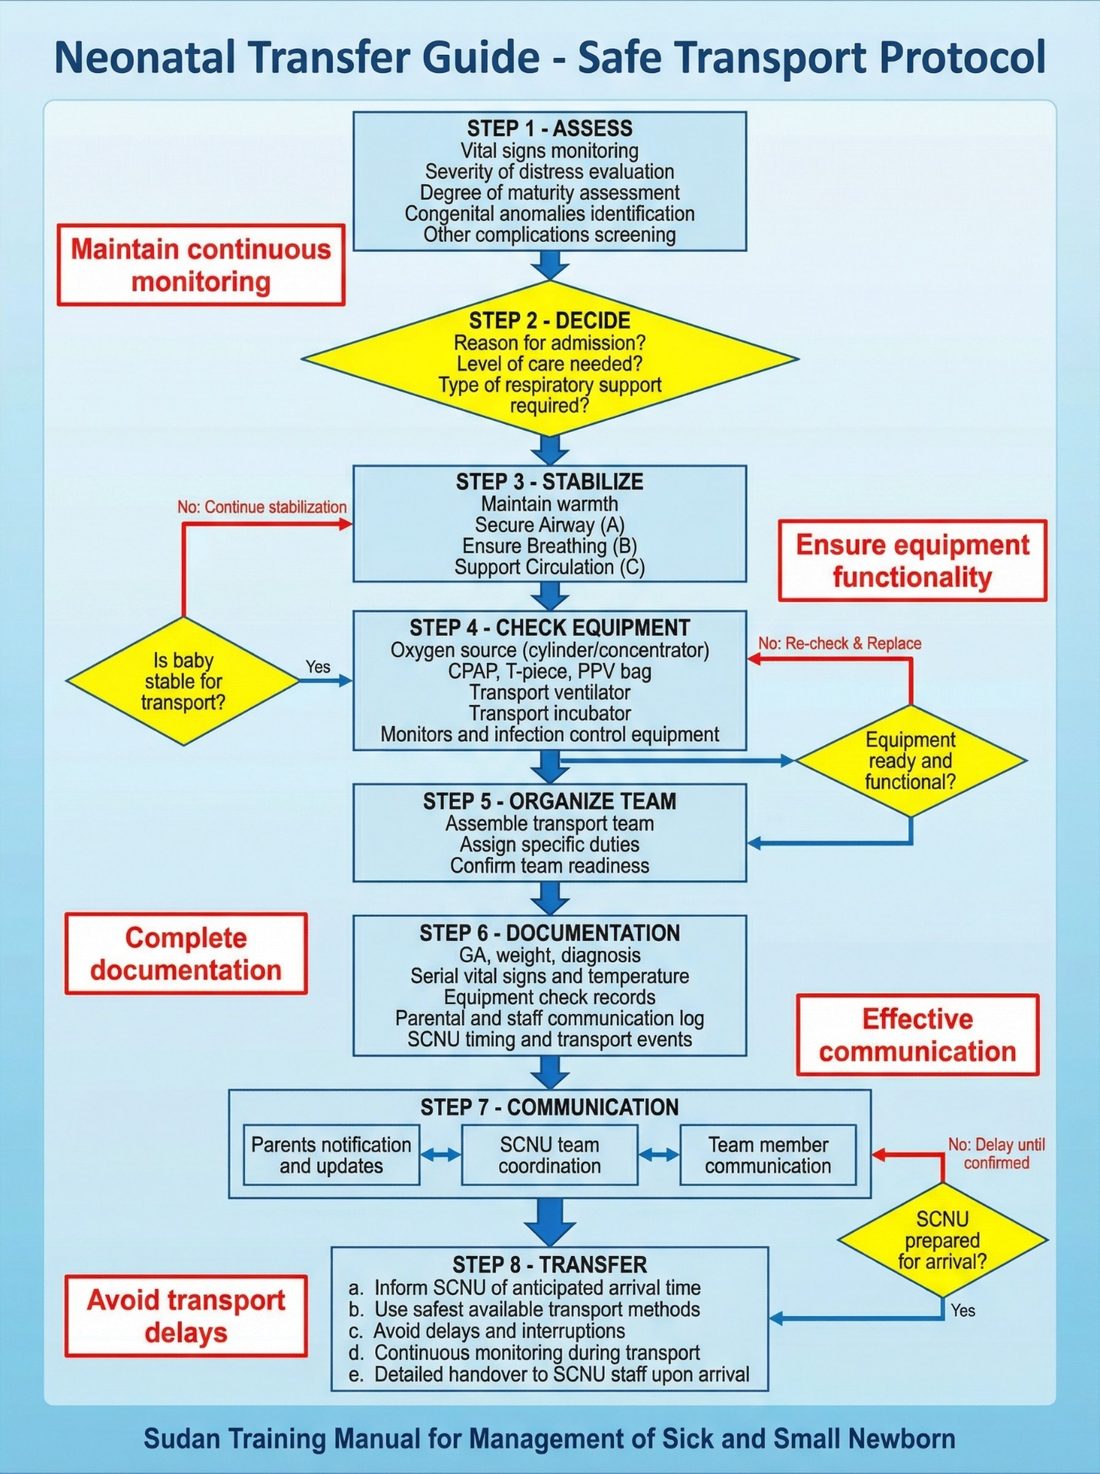 Neonatal Transfer Guide - Safe Transport Protocol
STEP 1 - ASSESS
Vital signs monitoring
Severity of distress evaluation
Degree of maturity assessment
Congenital anomalies identification
Other complications screening
Maintain continuous
monitoring
STEP 2 - DECIDE
Reason for admission?
Level of care needed?
Type of respiratory support
required?
STEP 3 - STABILIZE
Maintain warmth
Secure Airway (A)
Ensure Breathing (B)
Support Circulation (C)
No: Continue stabilization
Is baby
stable for
transport?
Yes
Ensure equipment
functionality
STEP 4 - CHECK EQUIPMENT
Oxygen source (cylinder/concentrator)
CPAP, T-piece, PPV bag
Transport ventilator
Transport incubator
Monitors and infection control equipment
No: Re-check & Replace
Equipment
ready and
functional?
STEP 5 - ORGANIZE TEAM
Assemble transport team
Assign specific duties
Confirm team readiness
Complete
documentation
STEP 6 - DOCUMENTATION
GA, weight, diagnosis
Serial vital signs and temperature
Equipment check records
Parental and staff communication log
SCNU timing and transport events
Effective
communication
STEP 7 - COMMUNICATION
Parents notification
and updates
SCNU team
coordination
Team member
communication
No: Delay until
confirmed
SCNU
prepared
for arrival?
Yes
Avoid transport
delays
STEP 8 - TRANSFER
a. Inform SCNU of anticipated arrival time
b. Use safest available transport methods
c. Avoid delays and interruptions
d. Continuous monitoring during transport
e. Detailed handover to SCNU staff upon arrival
Sudan Training Manual for Management of Sick and Small Newborn